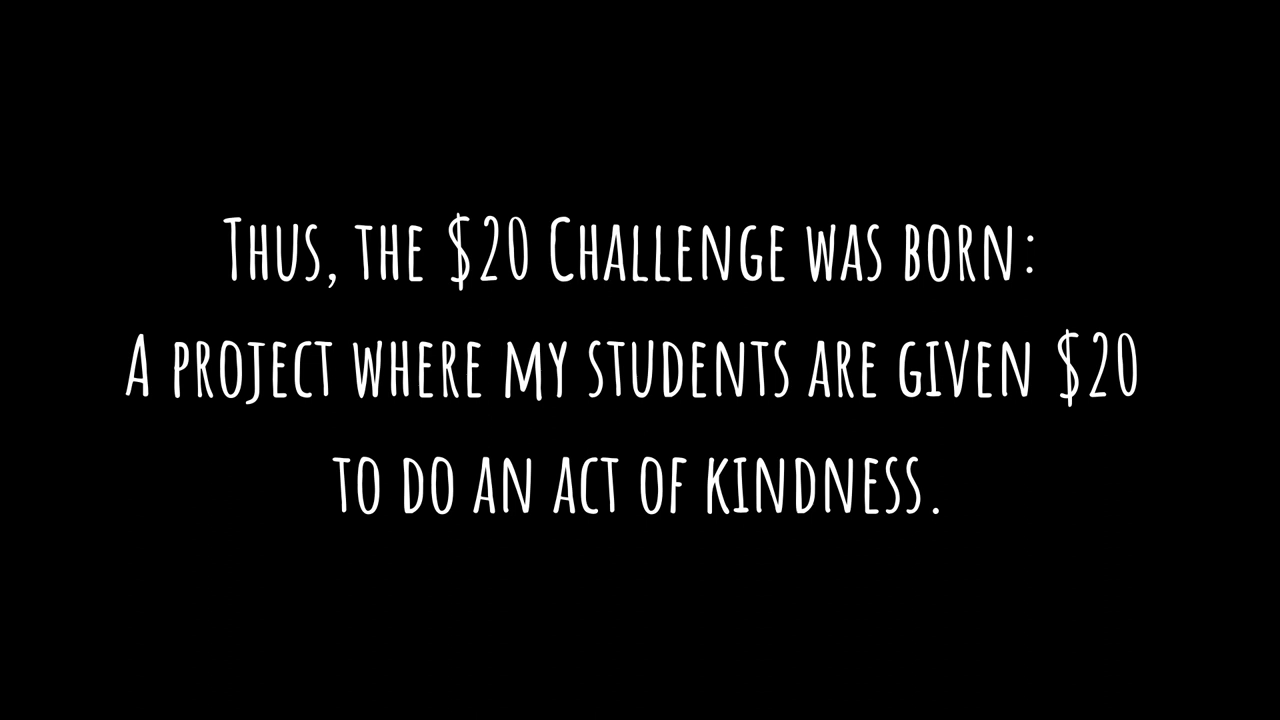 Thus, the $20 Challenge was born:
A project where my students are given $20
to do an act of kindness.